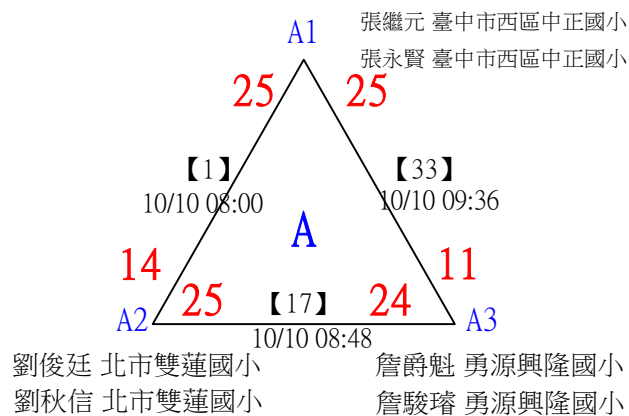 A1
張繼元 臺中市西區中正國小
張永賢 臺中市西區中正國小
25 25
【1】 【33】
10/10 08:00 10/10 09:36
A
14 11
25 【17】 24
A2 A3
10/10 08:48
劉俊廷 北市雙蓮國小 詹爵魁 勇源興隆國小
劉秋信 北市雙蓮國小 詹駿璿 勇源興隆國小